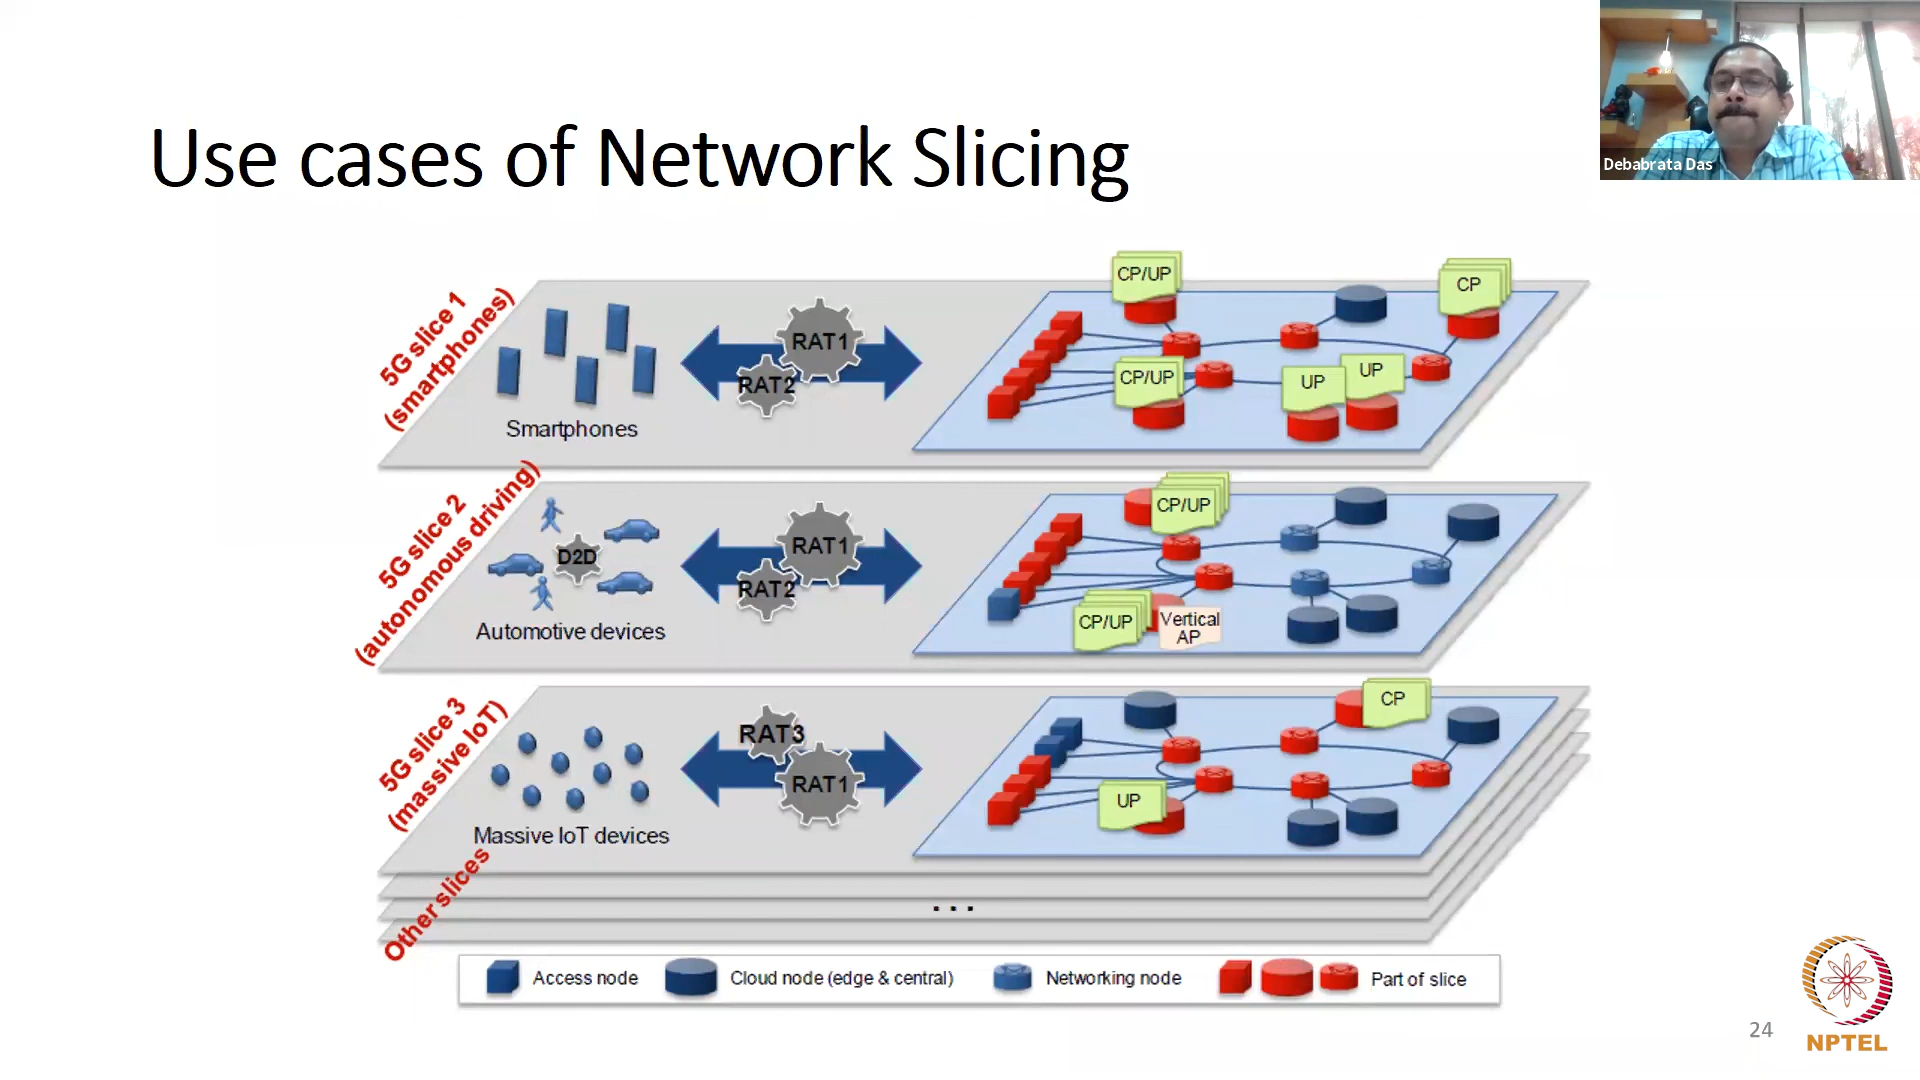 Use cases of Network Slicing
Debabrata Das
5G slice 1
(smartphones)
Smartphones
RAT1
RAT2
CP/UP
CP
CP/UP
UP
UP
5G slice 2
(autonomous driving)
D2D
Automotive devices
RAT1
RAT2
CP/UP
CP/UP
Vertical
AP
5G slice 3
(massive IoT)
Massive IoT devices
RAT3
RAT1
CP
UP
Other slices
. . .
Access node
Cloud node (edge & central)
Networking node
Part of slice
24
NPTEL